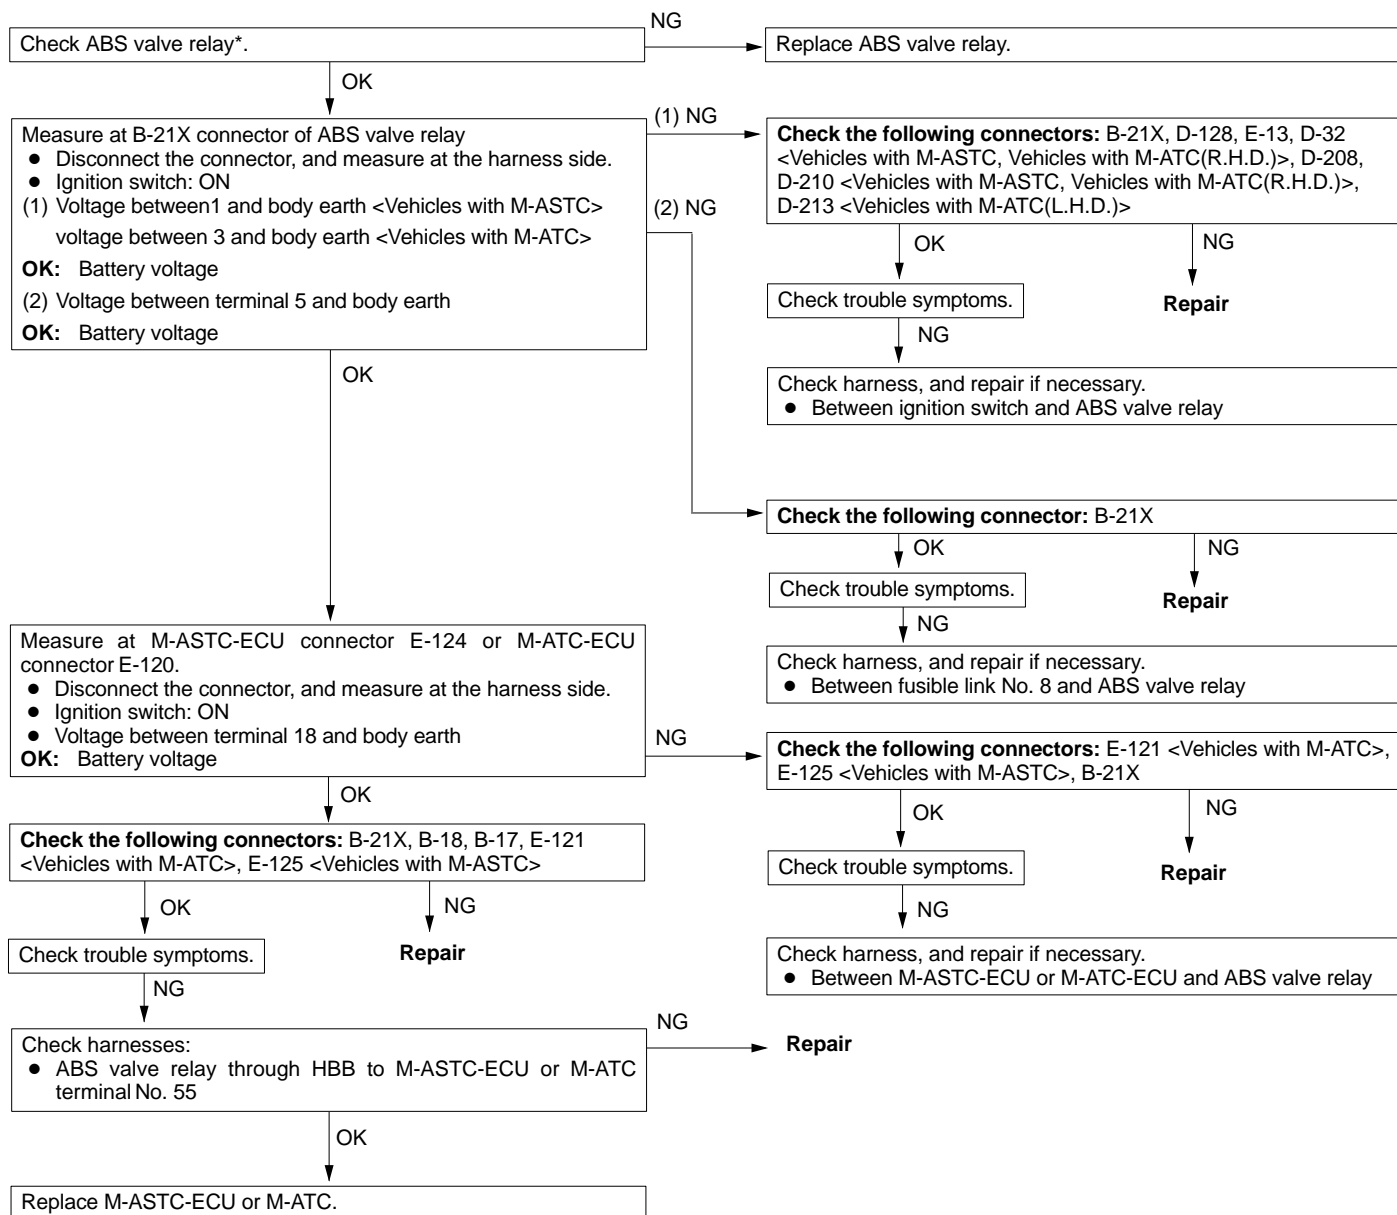 NG
Check ABS valve relay*.
Replace ABS valve relay.
OK
Measure at B-21X connector of ABS valve relay
● Disconnect the connector, and measure at the harness side.
● Ignition switch: ON
(1) Voltage between1 and body earth <Vehicles with M-ASTC>
voltage between 3 and body earth <Vehicles with M-ATC>
OK: Battery voltage
(2) Voltage between terminal 5 and body earth
OK: Battery voltage
(1) NG
(2) NG
Check the following connectors: B-21X, D-128, E-13, D-32
<Vehicles with M-ASTC, Vehicles with M-ATC(R.H.D.)>, D-208,
D-210 <Vehicles with M-ASTC, Vehicles with M-ATC(R.H.D.)>,
D-213 <Vehicles with M-ATC(L.H.D.)>
OK
NG
Check trouble symptoms.
Repair
NG
Check harness, and repair if necessary.
● Between ignition switch and ABS valve relay
OK
Check the following connector: B-21X
OK
NG
Check trouble symptoms.
Repair
NG
Check harness, and repair if necessary.
● Between fusible link No. 8 and ABS valve relay
Measure at M-ASTC-ECU connector E-124 or M-ATC-ECU
connector E-120.
● Disconnect the connector, and measure at the harness side.
● Ignition switch: ON
● Voltage between terminal 18 and body earth
OK: Battery voltage
NG
Check the following connectors: E-121 <Vehicles with M-ATC>,
E-125 <Vehicles with M-ASTC>, B-21X
OK
NG
Check trouble symptoms.
Repair
NG
Check harness, and repair if necessary.
● Between M-ASTC-ECU or M-ATC-ECU and ABS valve relay
OK
Check the following connectors: B-21X, B-18, B-17, E-121
<Vehicles with M-ATC>, E-125 <Vehicles with M-ASTC>
OK
NG
Check trouble symptoms.
Repair
NG
Check harnesses:
● ABS valve relay through HBB to M-ASTC-ECU or M-ATC
terminal No. 55
NG
Repair
OK
Replace M-ASTC-ECU or M-ATC.